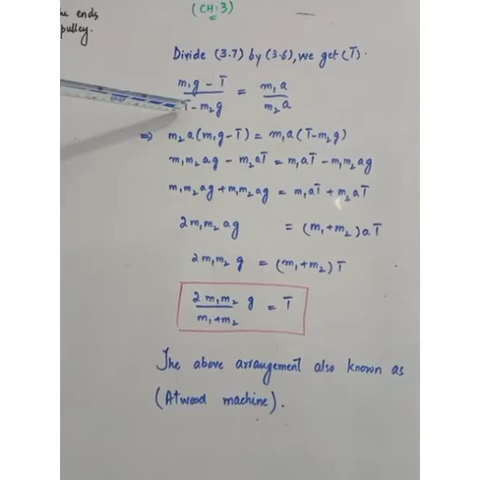 (CH:3)
ends
pulley.
Divide (3.7) by (3.6), we get (T).
m₁g - T / T - m₂g = m₁a / m₂a
⇒ m₂a(m₁g-T) = m₁a(T-m₂g)
m₁m₂ag - m₂aT = m₁aT - m₁m₂ag
m₁m₂ag + m₁m₂ag = m₁aT + m₂aT
2m₁m₂ag = (m₁+m₂)aT
2m₁m₂g = (m₁+m₂)T
2m₁m₂ / m₁+m₂ g = T
The above arrangement also known as
(Atwood machine).